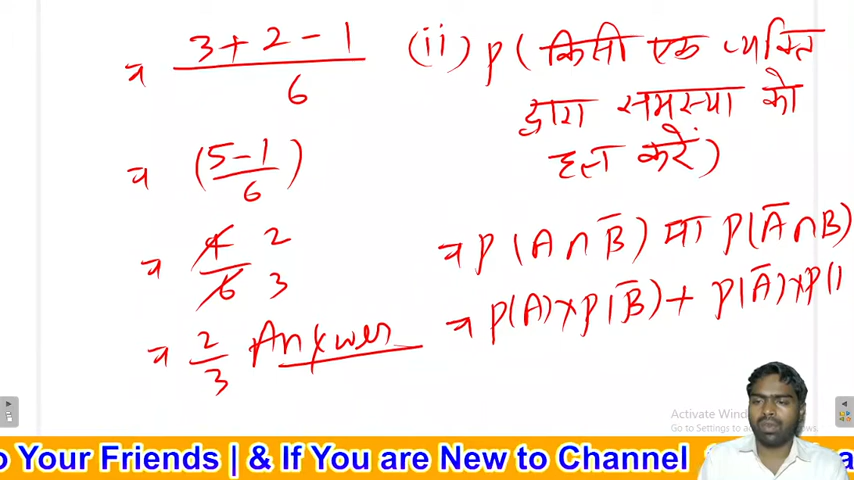 ⇒ (3 + 2 - 1)/6
⇒ (5-1)/6
⇒ 4/6 2/3
⇒ 2/3 Answer
(ii) P( किसी एक व्यक्ति
द्वारा समस्या को
हल करें)
⇒ P(A ∩ B̅) या P(A̅ ∩ B)
⇒ P(A) × P(B̅) + P(A̅) × P(
Activate Wind
Go to Settings to a
o Your Friends | & If You are New to Channel